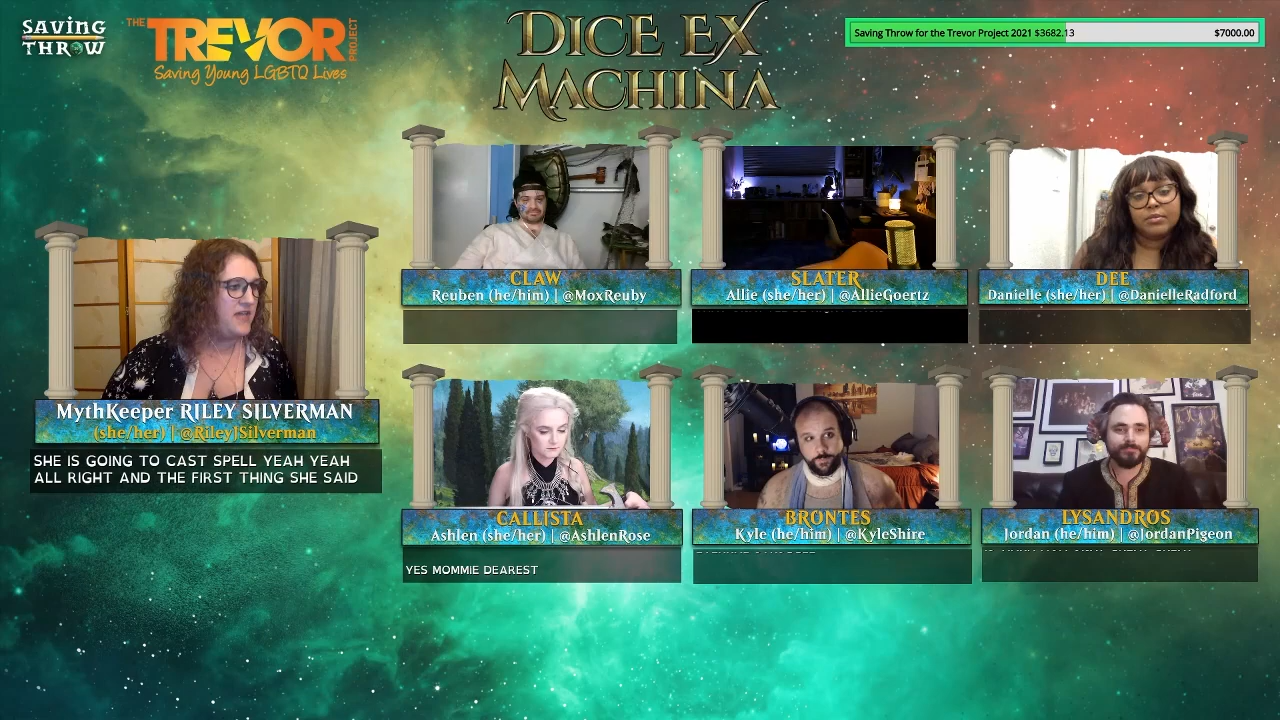 SAVING
THROW
THE TREVOR PROJECT
Saving Young LGBTQ Lives
DICE EX
MACHINA
Saving Throw for the Trevor Project 2021 $3682.13
$7000.00
CLAW
Reuben (he/him) | @MoxReuby
SLATER
Allie (she/her) | @AllieGoertz
DEE
Danielle (she/her) | @DanielleRadford
MythKeeper RILEY SILVERMAN
(she/her) | @RileyJSilverman
SHE IS GOING TO CAST SPELL YEAH YEAH
ALL RIGHT AND THE FIRST THING SHE SAID
CALLISTA
Ashlen (she/her) | @AshlenRose
YES MOMMIE DEAREST
BRONTES
Kyle (he/him) | @KyleShire
LYSANDROS
Jordan (he/him) | @JordanPigeon